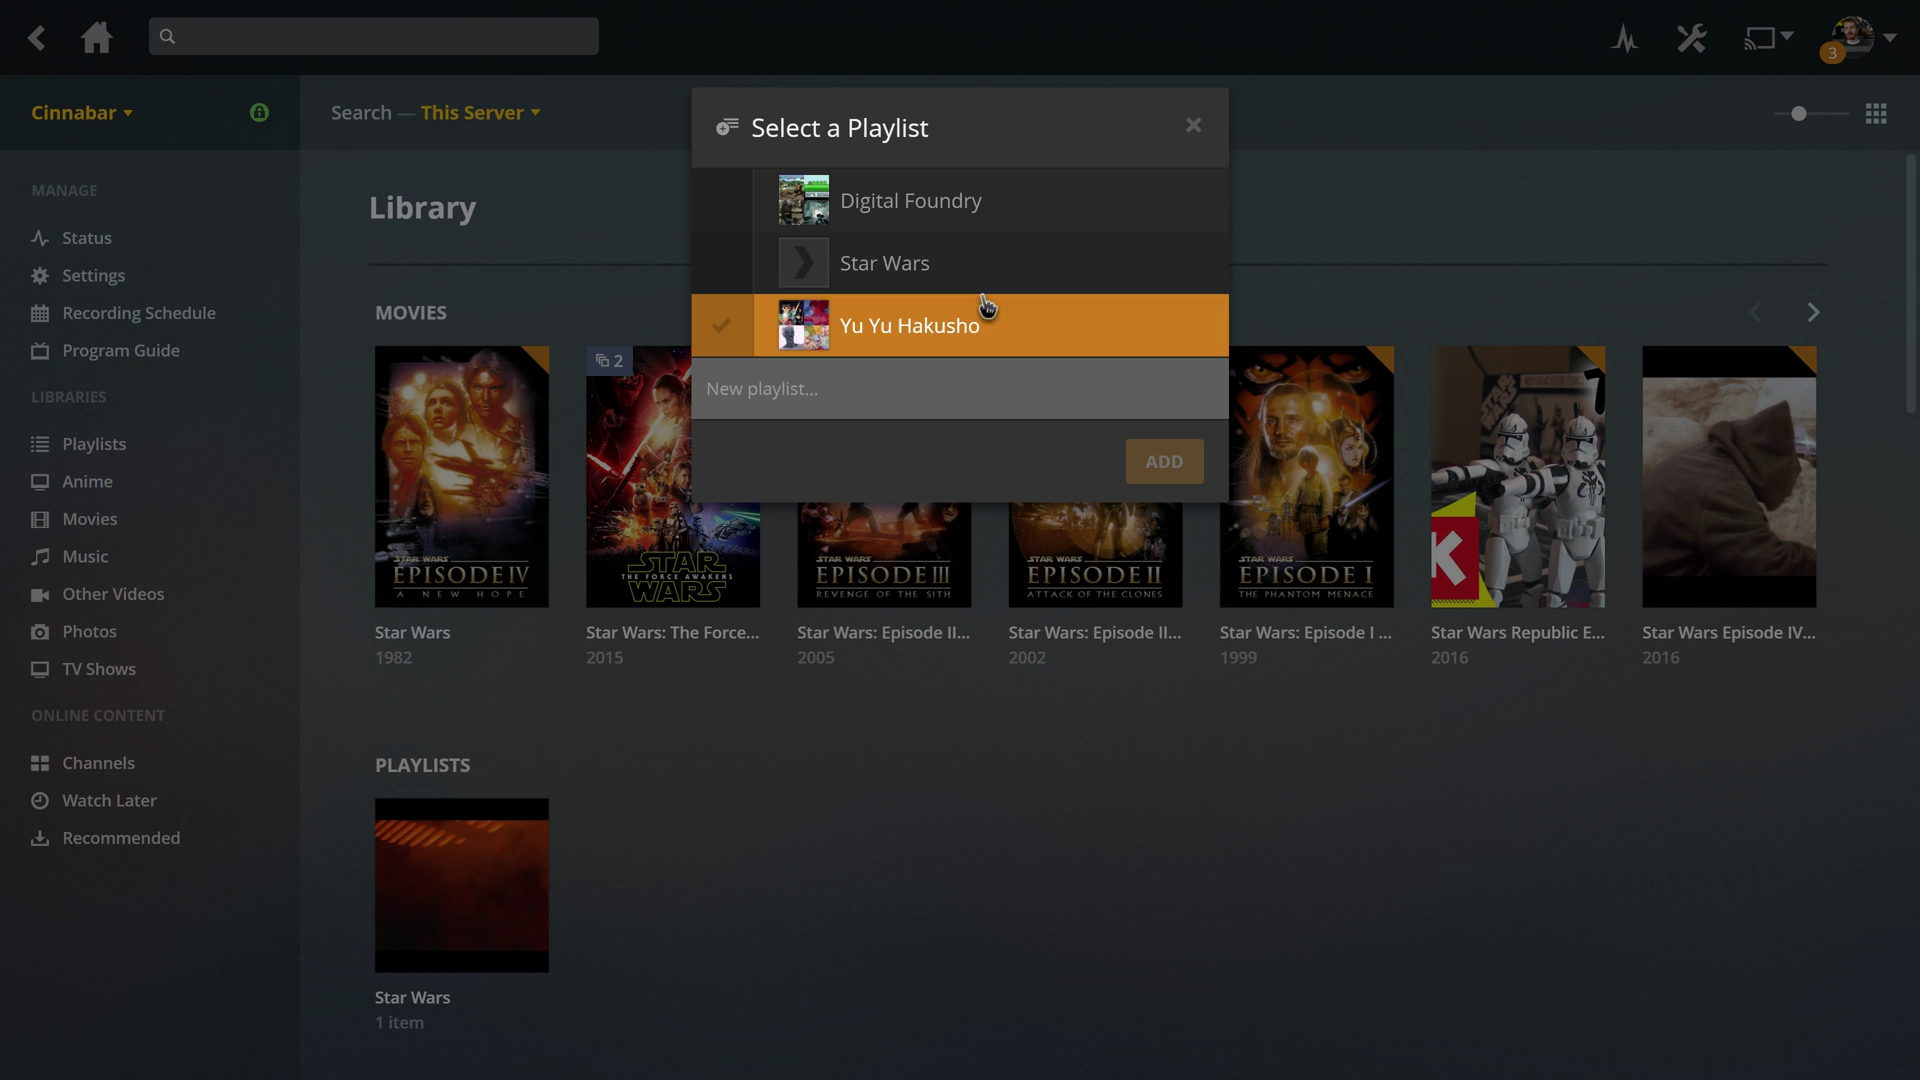 3
Cinnabar
Search — This Server
Select a Playlist
MANAGE
Status
Settings
Recording Schedule
Program Guide
LIBRARIES
Playlists
Anime
Movies
Music
Other Videos
Photos
TV Shows
ONLINE CONTENT
Channels
Watch Later
Recommended
Library
Digital Foundry
Star Wars
Yu Yu Hakusho
New playlist...
ADD
MOVIES
2
STAR WARS
EPISODE IV
A NEW HOPE
STAR
THE FORCE AWAKENS
WARS
STAR WARS
EPISODE III
REVENGE OF THE SITH
STAR WARS
EPISODE II
ATTACK OF THE CLONES
STAR WARS
EPISODE I
THE PHANTOM MENACE
K
Star Wars
1982
Star Wars: The Force...
2015
Star Wars: Episode II...
2005
Star Wars: Episode II...
2002
Star Wars: Episode I ...
1999
Star Wars Republic E...
2016
Star Wars Episode IV...
2016
PLAYLISTS
Star Wars
1 item